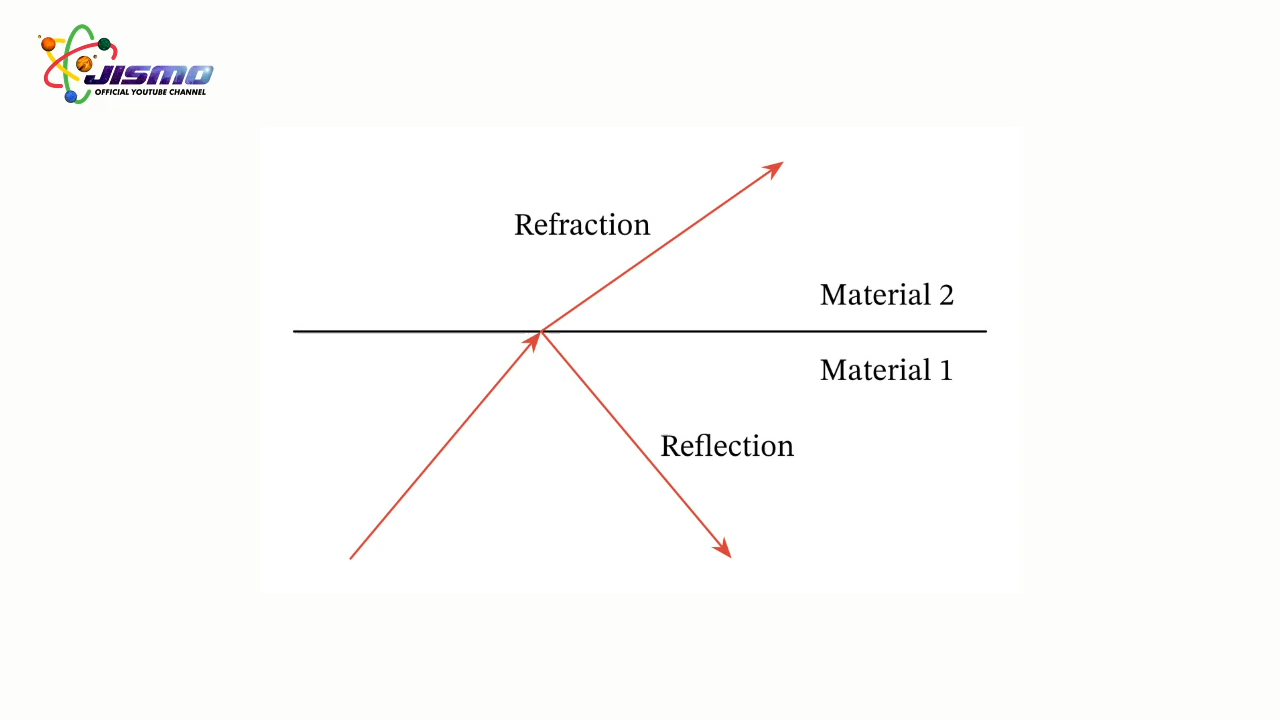 JISMO
OFFICIAL YOUTUBE CHANNEL
Refraction
Material 2
Material 1
Reflection